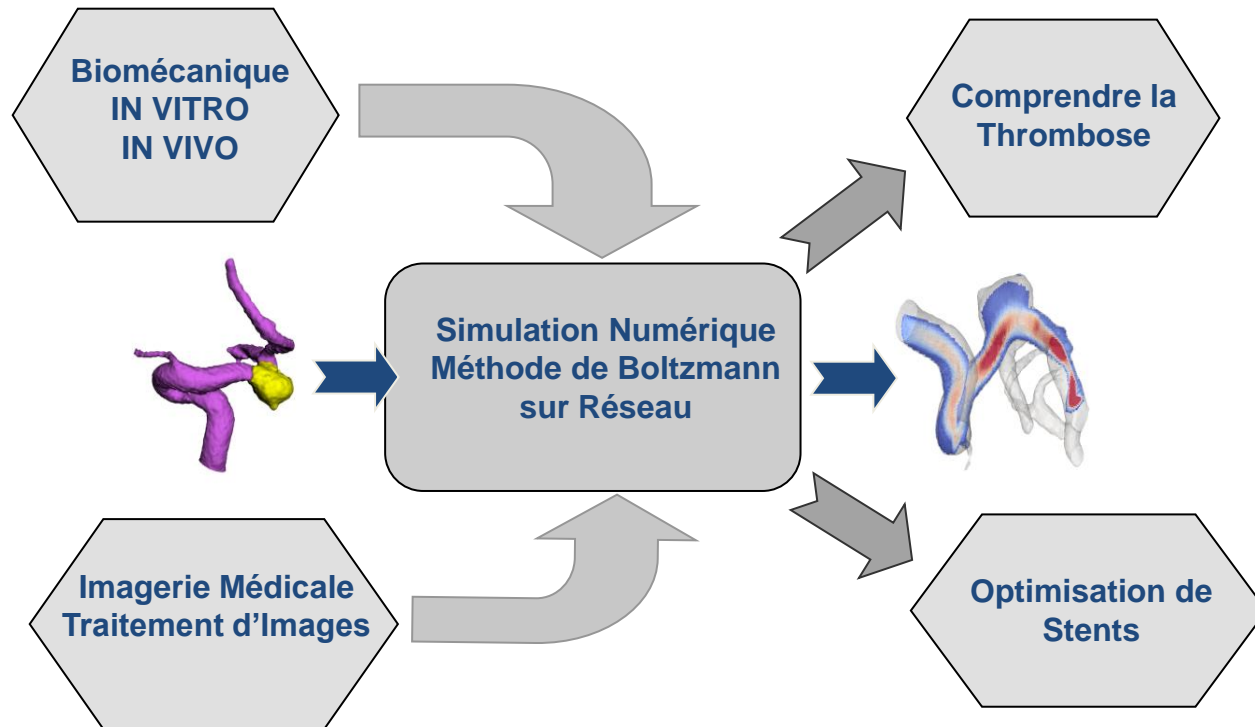 Biomécanique
IN VITRO
IN VIVO
Comprendre la
Thrombose
Simulation Numérique
Méthode de Boltzmann
sur Réseau
Imagerie Médicale
Traitement d’Images
Optimisation de
Stents